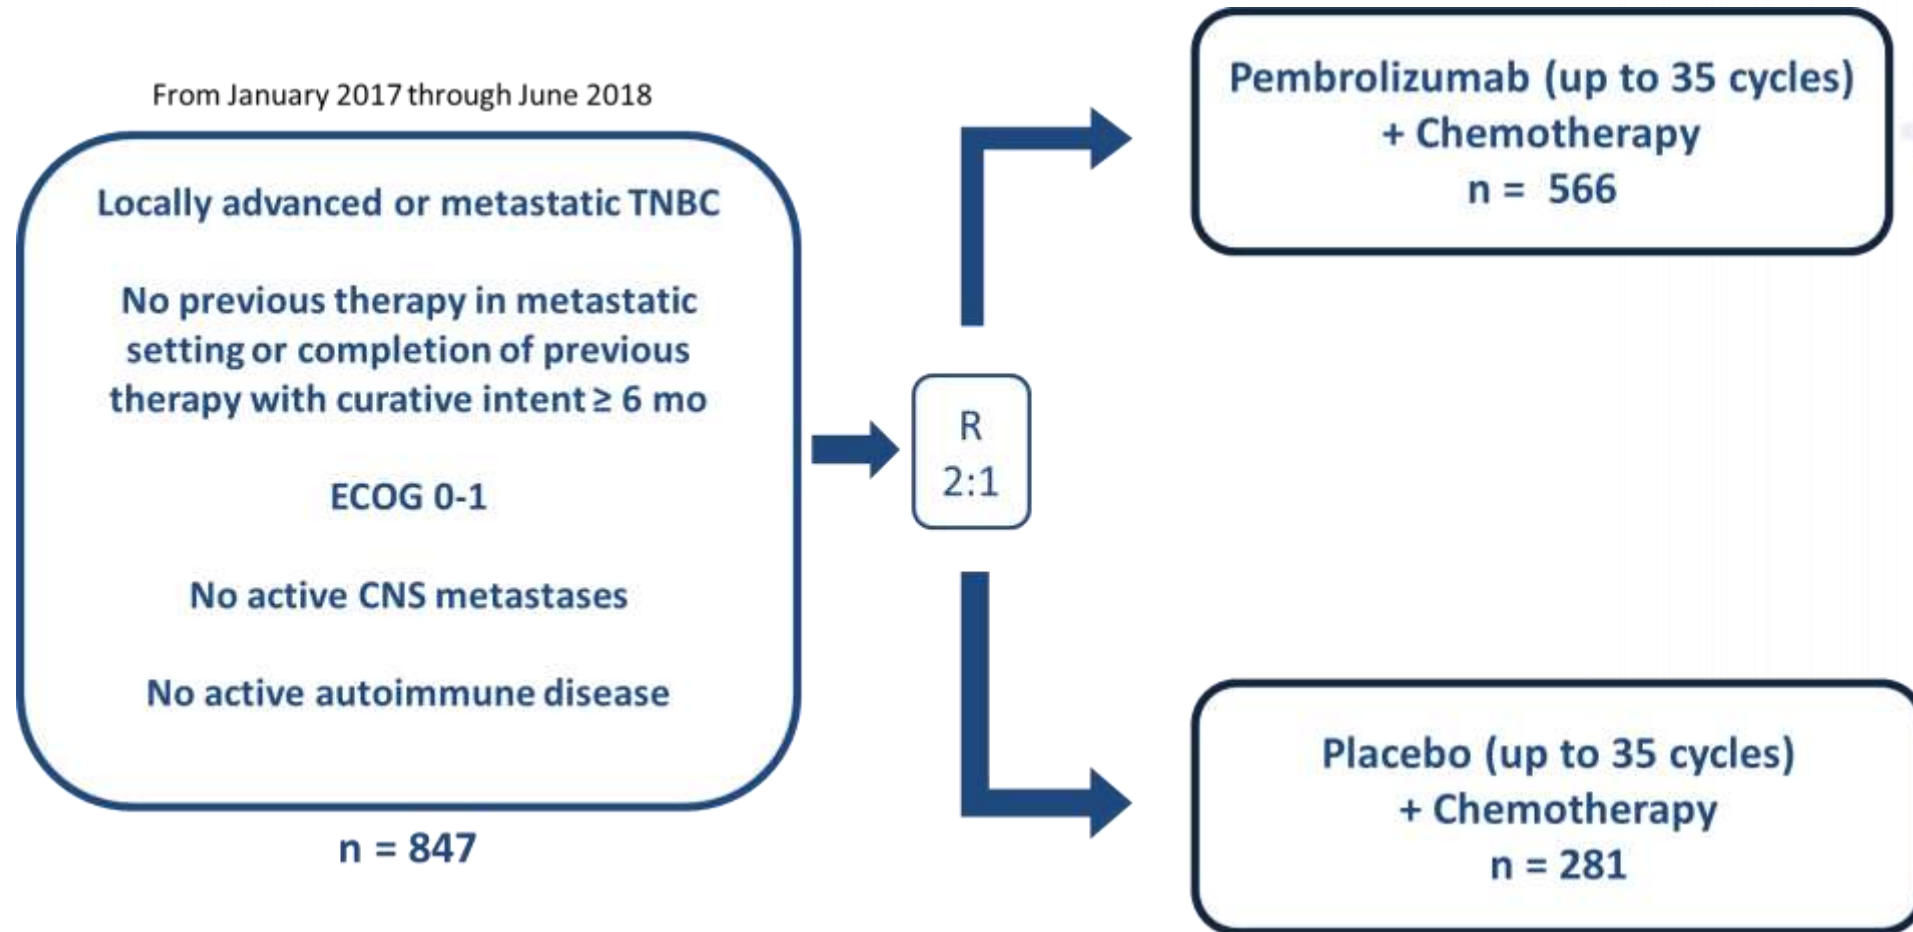 From January 2017 through June 2018
Locally advanced or metastatic TNBC
No previous therapy in metastatic
setting or completion of previous
therapy with curative intent ≥ 6 mo
ECOG 0-1
No active CNS metastases
No active autoimmune disease
n = 847
R
2:1
Pembrolizumab (up to 35 cycles)
+ Chemotherapy
n = 566
Placebo (up to 35 cycles)
+ Chemotherapy
n = 281